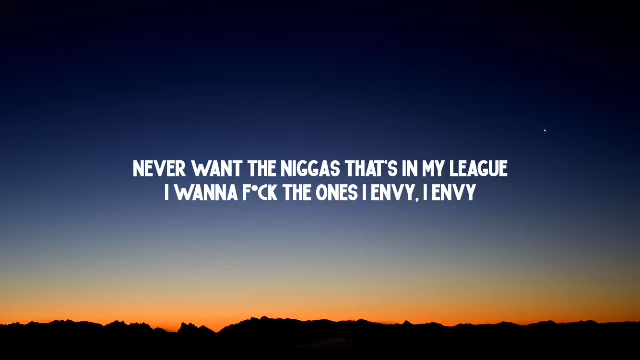 NEVER WANT THE NIGGAS THAT'S IN MY LEAGUE
I WANNA F*CK THE ONES I ENVY, I ENVY